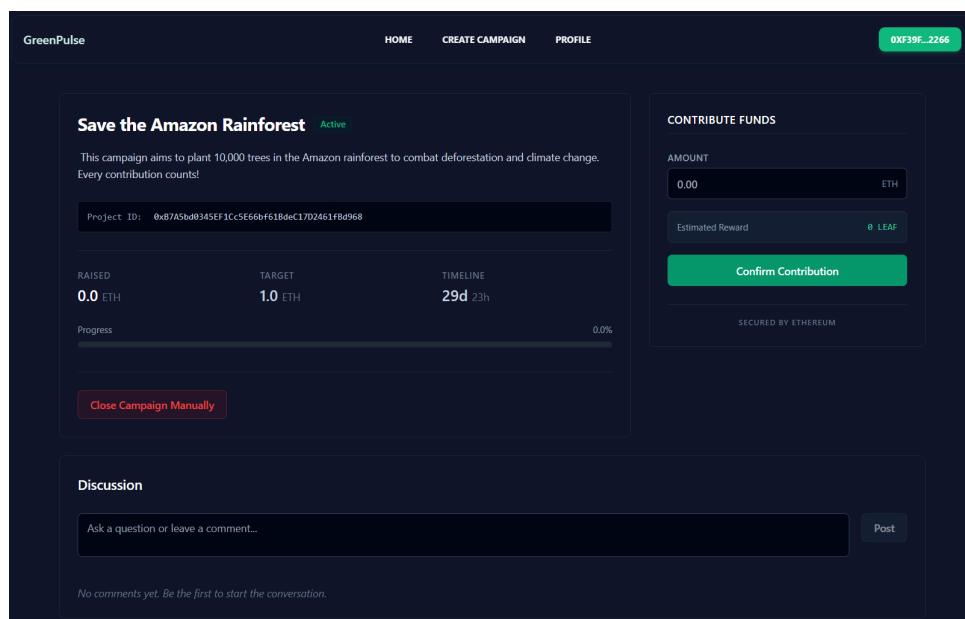 GreenPulse
HOME CREATE CAMPAIGN PROFILE
0XF39F...2266
Save the Amazon Rainforest Active
This campaign aims to plant 10,000 trees in the Amazon rainforest to combat deforestation and climate change.
Every contribution counts!
Project ID: 0xB7A5bd0345EF1Cc5E66bf61BdeC17D2461fBd968
RAISED TARGET TIMELINE
0.0 ETH 1.0 ETH 29d 23h
Progress 0.0%
Close Campaign Manually
CONTRIBUTE FUNDS
AMOUNT
0.00 ETH
Estimated Reward 0 LEAF
Confirm Contribution
SECURED BY ETHEREUM
Discussion
Ask a question or leave a comment...
Post
No comments yet. Be the first to start the conversation.